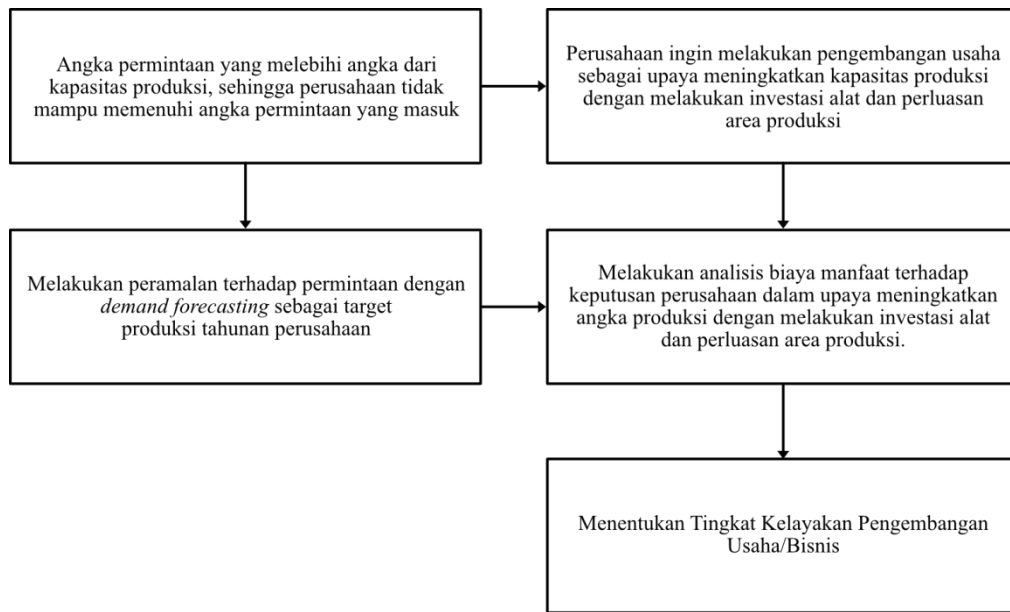 Angka permintaan yang melebihi angka dari
kapasitas produksi, sehingga perusahaan tidak
mampu memenuhi angka permintaan yang masuk
Perusahaan ingin melakukan pengembangan usaha
sebagai upaya meningkatkan kapasitas produksi
dengan melakukan investasi alat dan perluasan
area produksi
Melakukan peramalan terhadap permintaan dengan
demand forecasting sebagai target
produksi tahunan perusahaan
Melakukan analisis biaya manfaat terhadap
keputusan perusahaan dalam upaya meningkatkan
angka produksi dengan melakukan investasi alat
dan perluasan area produksi.
Menentukan Tingkat Kelayakan Pengembangan
Usaha/Bisnis